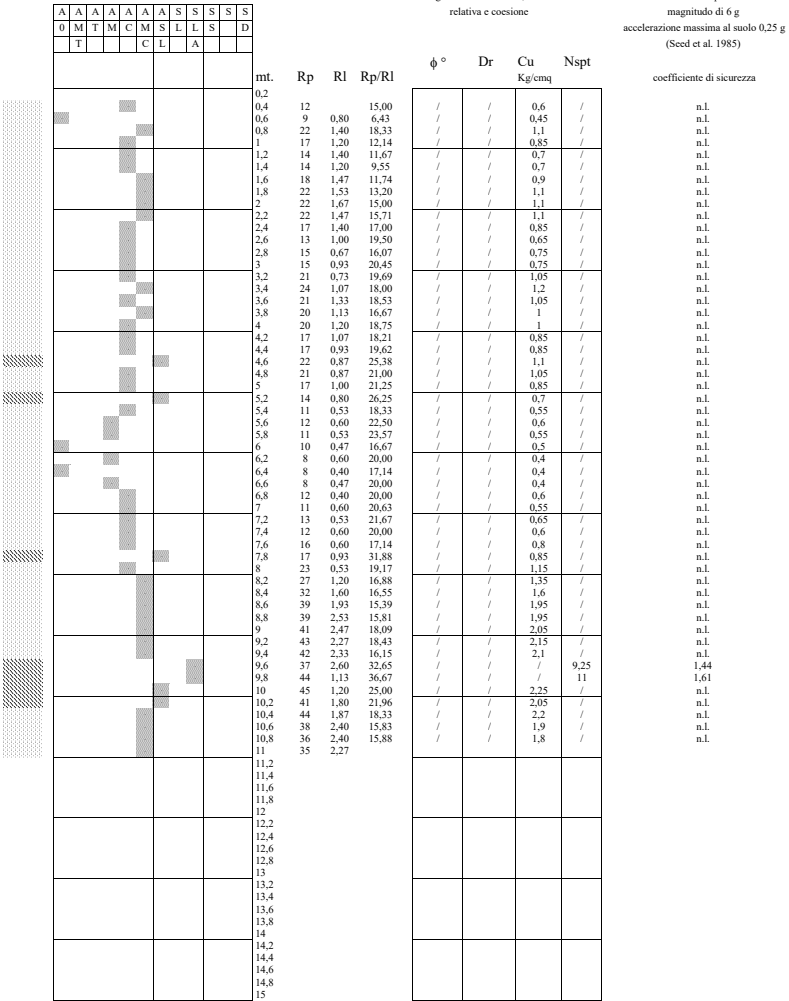 A A A A A A A S S S S S relativa e coesione magnitudo di 6 g
0 M T M C M S L L S D accelerazione massima al suolo 0,25 g
T C L A (Seed et al. 1985)
ϕ ° Dr Cu Nspt
mt. Rp Rl Rp/Rl Kg/cmq coefficiente di sicurezza
0,2
0,4 12 15,00 / / 0,6 / n.l.
0,6 9 0,80 6,43 / / 0,45 / n.l.
0,8 22 1,40 18,33 / / 1,1 / n.l.
1 17 1,20 12,14 / / 0,85 / n.l.
1,2 14 1,40 11,67 / / 0,7 / n.l.
1,4 14 1,20 9,55 / / 0,7 / n.l.
1,6 18 1,47 11,74 / / 0,9 / n.l.
1,8 22 1,53 13,20 / / 1,1 / n.l.
2 22 1,67 15,00 / / 1,1 / n.l.
2,2 22 1,47 15,71 / / 1,1 / n.l.
2,4 17 1,40 17,00 / / 0,85 / n.l.
2,6 13 1,00 19,50 / / 0,65 / n.l.
2,8 15 0,67 16,07 / / 0,75 / n.l.
3 15 0,93 20,45 / / 0,75 / n.l.
3,2 21 0,73 19,69 / / 1,05 / n.l.
3,4 24 1,07 18,00 / / 1,2 / n.l.
3,6 21 1,33 18,53 / / 1,05 / n.l.
3,8 20 1,13 16,67 / / 1 / n.l.
4 20 1,20 18,75 / / 1 / n.l.
4,2 17 1,07 18,21 / / 0,85 / n.l.
4,4 17 0,93 19,62 / / 0,85 / n.l.
4,6 22 0,87 25,38 / / 1,1 / n.l.
4,8 21 0,87 21,00 / / 1,05 / n.l.
5 17 1,00 21,25 / / 0,85 / n.l.
5,2 14 0,80 26,25 / / 0,7 / n.l.
5,4 11 0,53 18,33 / / 0,55 / n.l.
5,6 12 0,60 22,50 / / 0,6 / n.l.
5,8 11 0,53 23,57 / / 0,55 / n.l.
6 10 0,47 16,67 / / 0,5 / n.l.
6,2 8 0,60 20,00 / / 0,4 / n.l.
6,4 8 0,40 17,14 / / 0,4 / n.l.
6,6 8 0,47 20,00 / / 0,4 / n.l.
6,8 12 0,40 20,00 / / 0,6 / n.l.
7 11 0,60 20,63 / / 0,55 / n.l.
7,2 13 0,53 21,67 / / 0,65 / n.l.
7,4 12 0,60 20,00 / / 0,6 / n.l.
7,6 16 0,60 17,14 / / 0,8 / n.l.
7,8 17 0,93 31,88 / / 0,85 / n.l.
8 23 0,53 19,17 / / 1,15 / n.l.
8,2 27 1,20 16,88 / / 1,35 / n.l.
8,4 32 1,60 16,55 / / 1,6 / n.l.
8,6 39 1,93 15,39 / / 1,95 / n.l.
8,8 39 2,53 15,81 / / 1,95 / n.l.
9 41 2,47 18,09 / / 2,05 / n.l.
9,2 43 2,27 18,43 / / 2,15 / n.l.
9,4 42 2,33 16,15 / / 2,1 / n.l.
9,6 37 2,60 32,65 / / / 9,25 1,44
9,8 44 1,13 36,67 / / / 11 1,61
10 45 1,20 25,00 / / 2,25 / n.l.
10,2 41 1,80 21,96 / / 2,05 / n.l.
10,4 44 1,87 18,33 / / 2,2 / n.l.
10,6 38 2,40 15,83 / / 1,9 / n.l.
10,8 36 2,40 15,88 / / 1,8 / n.l.
11 35 2,27
11,2
11,4
11,6
11,8
12
12,2
12,4
12,6
12,8
13
13,2
13,4
13,6
13,8
14
14,2
14,4
14,6
14,8
15